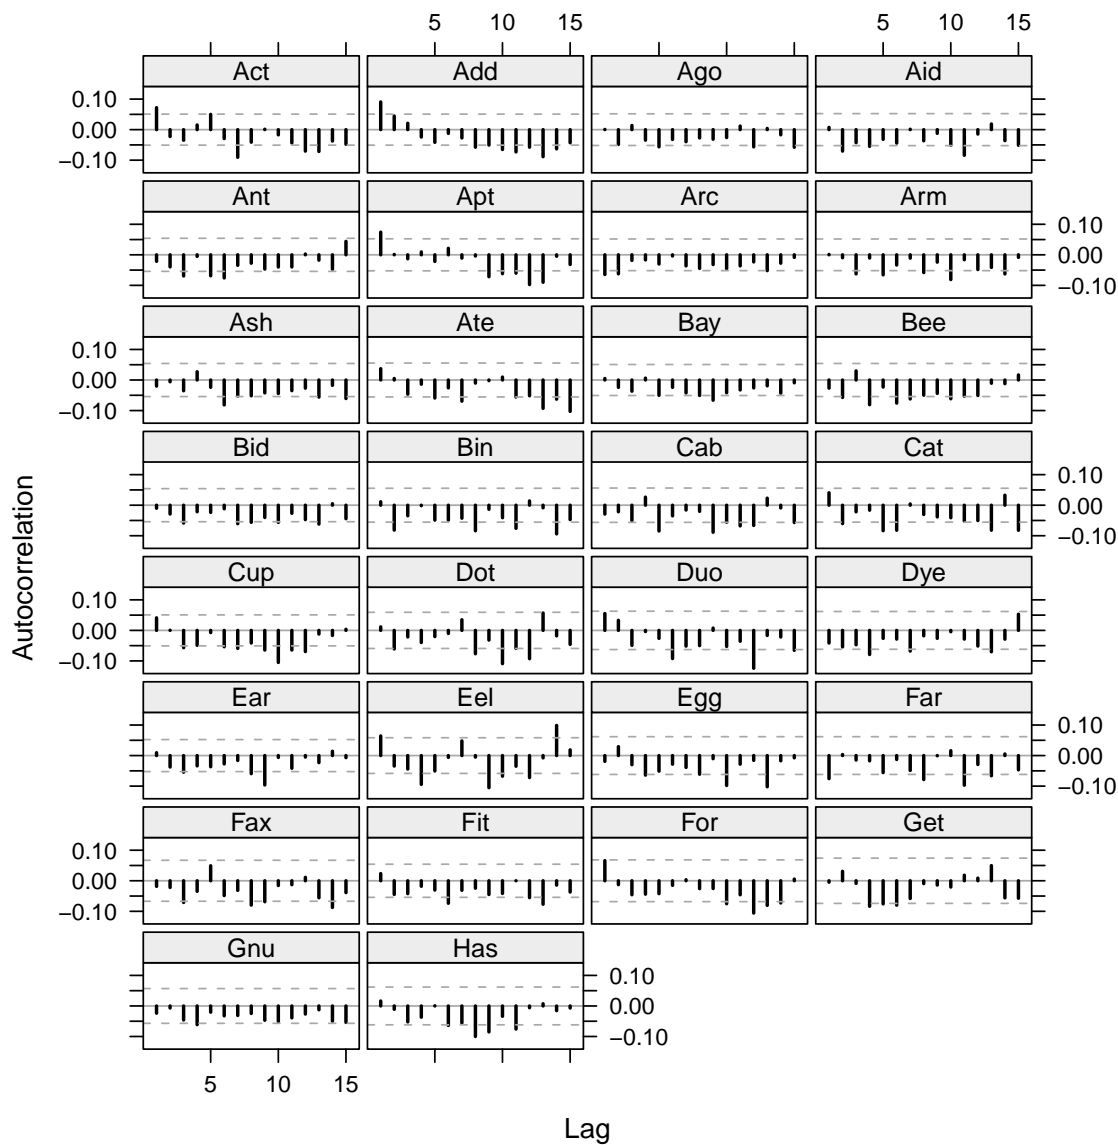 5 10 15 5 10 15
Act Add Ago Aid
0.10
0.00
−0.10
Ant Apt Arc Arm
0.10
0.00
−0.10
Ash Ate Bay Bee
0.10
0.00
−0.10
Bid Bin Cab Cat
0.10
0.00
−0.10
Cup Dot Duo Dye
0.10
0.00
−0.10
Ear Eel Egg Far
0.10
0.00
−0.10
Fax Fit For Get
0.10
0.00
−0.10
Gnu Has
0.10
0.00
−0.10
5 10 15
Autocorrelation
Lag